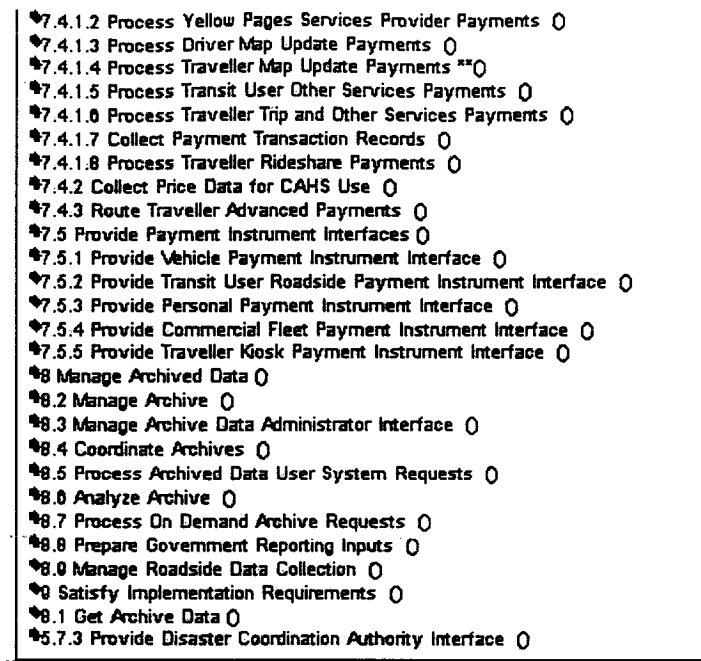 7.4.1.2 Process Yellow Pages Services Provider Payments ()
7.4.1.3 Process Driver Map Update Payments ()
7.4.1.4 Process Traveller Map Update Payments **()
7.4.1.5 Process Transit User Other Services Payments ()
7.4.1.6 Process Traveller Trip and Other Services Payments ()
7.4.1.7 Collect Payment Transaction Records ()
7.4.1.8 Process Traveller Rideshare Payments ()
7.4.2 Collect Price Data for CAHS Use ()
7.4.3 Route Traveller Advanced Payments ()
7.5 Provide Payment Instrument Interfaces ()
7.5.1 Provide Vehicle Payment Instrument Interface ()
7.5.2 Provide Transit User Roadside Payment Instrument Interface ()
7.5.3 Provide Personal Payment Instrument Interface ()
7.5.4 Provide Commercial Fleet Payment Instrument Interface ()
7.5.5 Provide Traveller Kiosk Payment Instrument Interface ()
8 Manage Archived Data ()
8.2 Manage Archive ()
8.3 Manage Archive Data Administrator Interface ()
8.4 Coordinate Archives ()
8.5 Process Archived Data User System Requests ()
8.6 Analyze Archive ()
8.7 Process On Demand Archive Requests ()
8.8 Prepare Government Reporting Inputs ()
8.9 Manage Roadside Data Collection ()
9 Satisfy Implementation Requirements ()
8.1 Get Archive Data ()
5.7.3 Provide Disaster Coordination Authority Interface ()